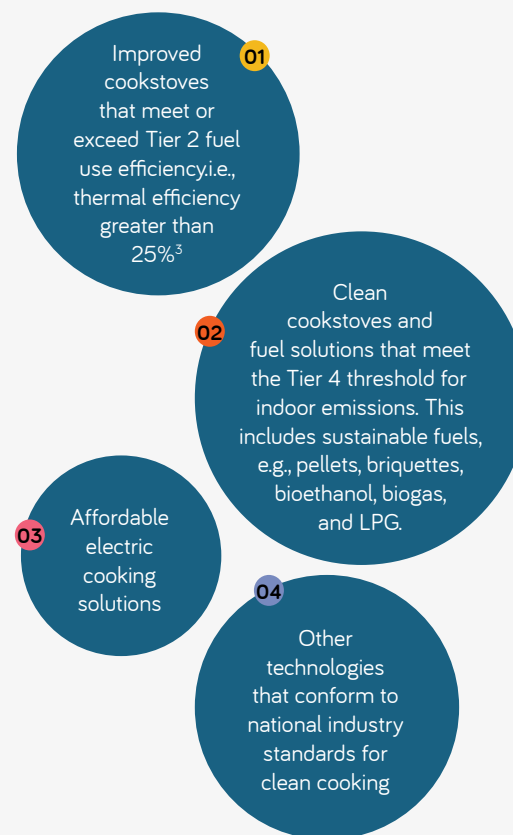 01
Improved
cookstoves
that meet or
exceed Tier 2 fuel
use efficiency.i.e.,
thermal efficiency
greater than
25%³
02
Clean
cookstoves and
fuel solutions that meet
the Tier 4 threshold for
indoor emissions. This
includes sustainable fuels,
e.g., pellets, briquettes,
bioethanol, biogas,
and LPG.
03
Affordable
electric
cooking
solutions
04
Other
technologies
that conform to
national industry
standards for
clean cooking